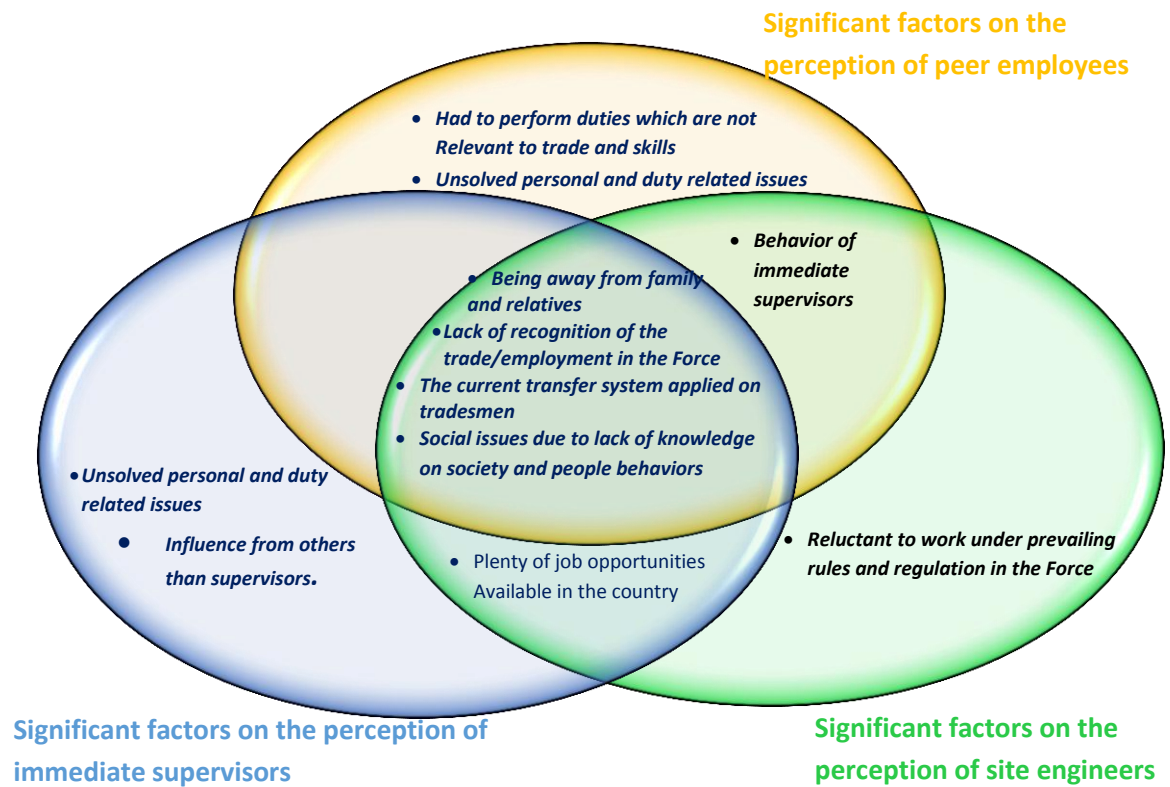 Significant factors on the
perception of peer employees
• Had to perform duties which are not
Relevant to trade and skills
• Unsolved personal and duty related issues
• Behavior of
immediate
supervisors
• Being away from family
and relatives
•Lack of recognition of the
trade/employment in the Force
• The current transfer system applied on
tradesmen
• Social issues due to lack of knowledge
on society and people behaviors
•Unsolved personal and duty
related issues
• Influence from others
than supervisors.
• Plenty of job opportunities
Available in the country
• Reluctant to work under prevailing
rules and regulation in the Force
Significant factors on the perception of
immediate supervisors
Significant factors on the
perception of site engineers